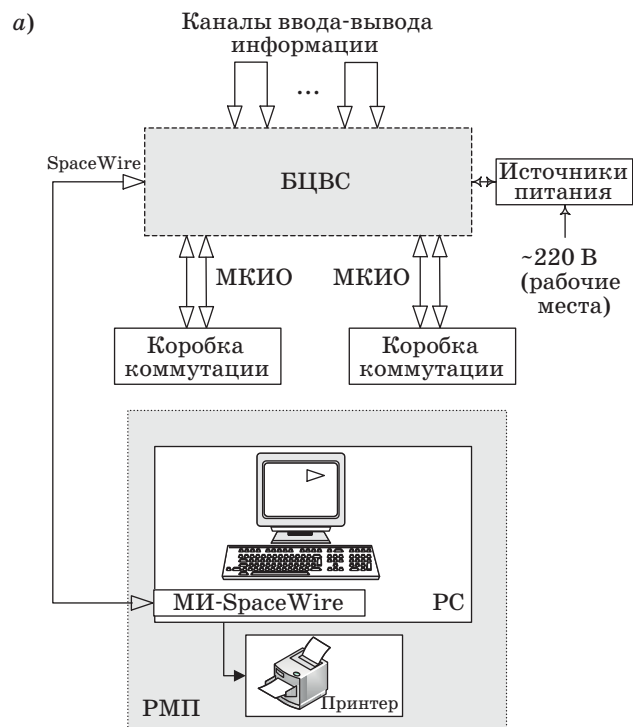 а)
Каналы ввода-вывода
информации
...
SpaceWire
БЦВС
Источники
питания
~220 В
(рабочие
места)
МКИО
МКИО
Коробка
коммутации
Коробка
коммутации
МИ-SpaceWire
PC
Принтер
РМП